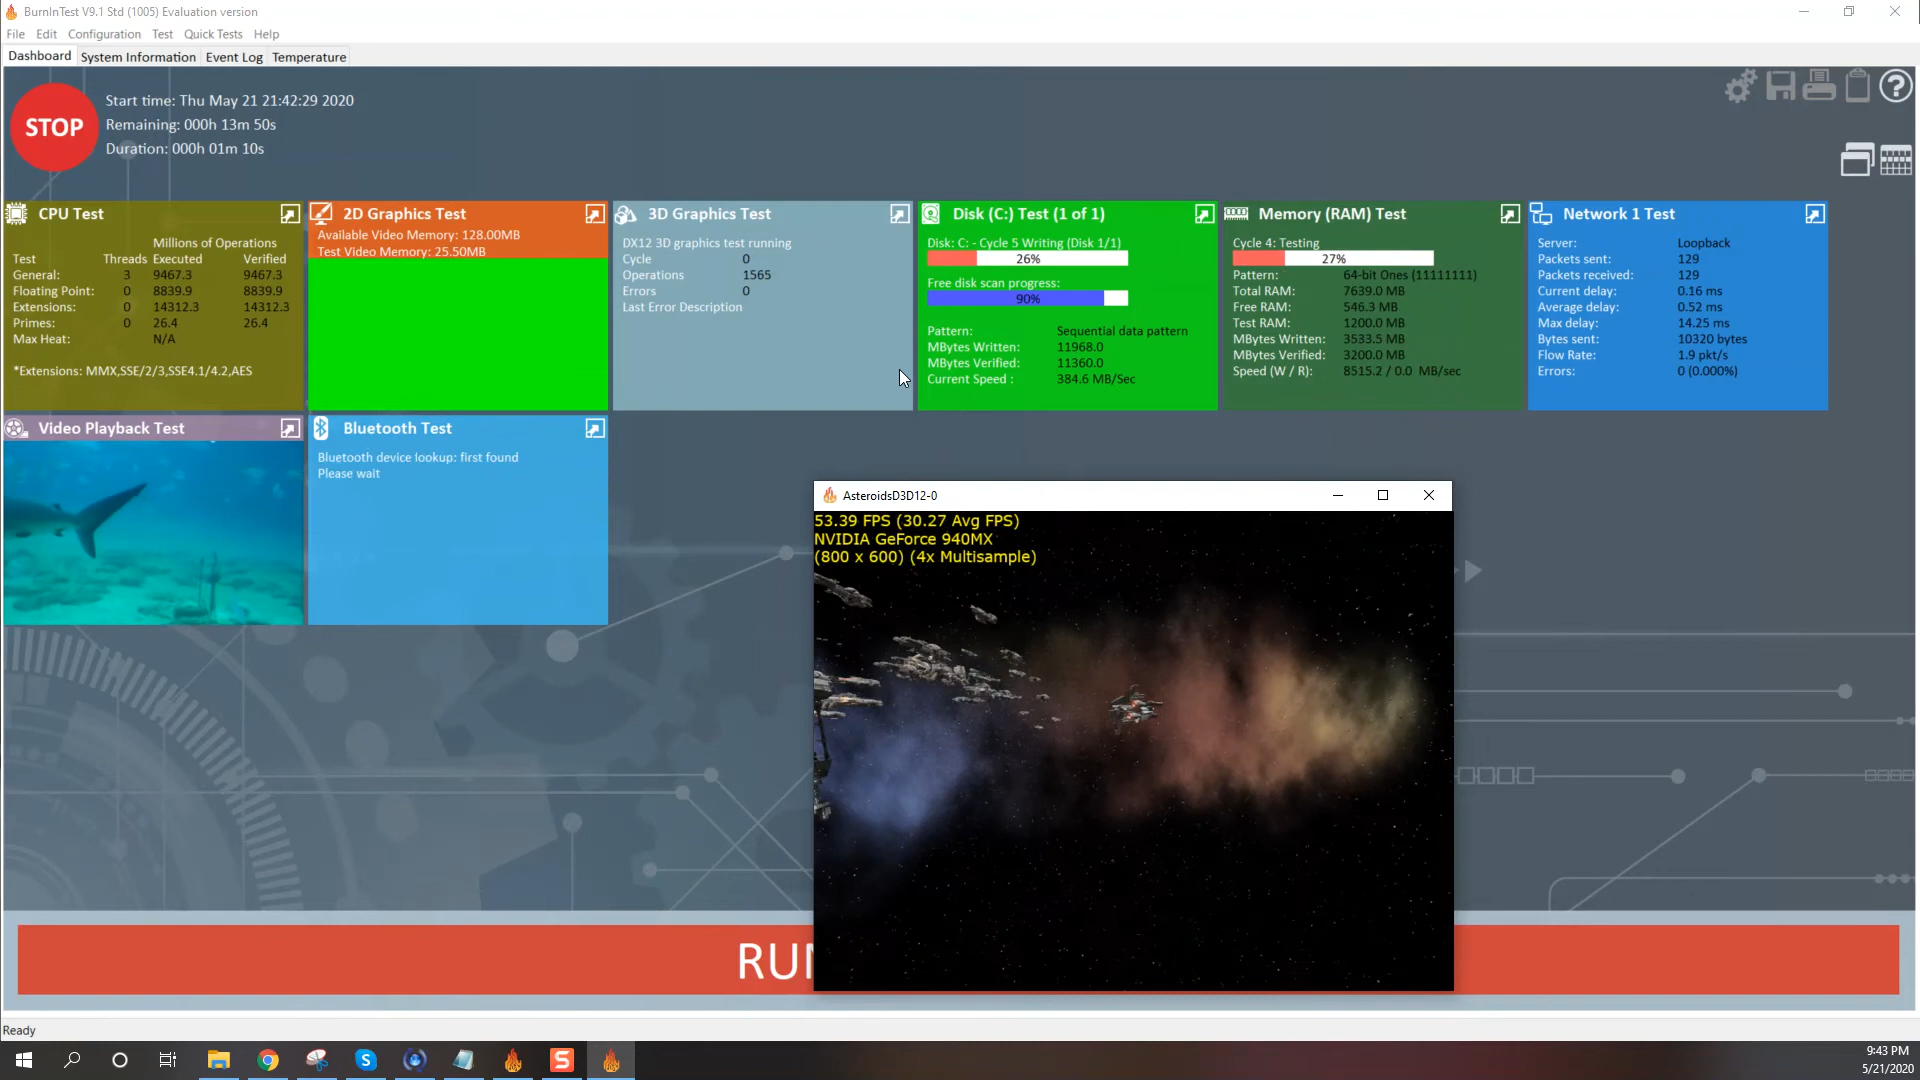 BurnInTest V9.1 Std (1005) Evaluation version
File Edit Configuration Test Quick Tests Help
Dashboard System Information Event Log Temperature
STOP
Start time: Thu May 21 21:42:29 2020
Remaining: 000h 13m 50s
Duration: 000h 01m 10s
CPU Test
Millions of Operations
Test Threads Executed Verified
General: 3 9467.3 9467.3
Floating Point: 0 8839.9 8839.9
Extensions: 0 14312.3 14312.3
Primes: 0 26.4 26.4
Max Heat: N/A
*Extensions: MMX,SSE/2/3,SSE4.1/4.2,AES
2D Graphics Test
Available Video Memory: 128.00MB
Test Video Memory: 25.50MB
3D Graphics Test
DX12 3D graphics test running
Cycle 0
Operations 1565
Errors 0
Last Error Description
Disk (C:) Test (1 of 1)
Disk: C: - Cycle 5 Writing (Disk 1/1)
26%
Free disk scan progress:
90%
Pattern: Sequential data pattern
MBytes Written: 11968.0
MBytes Verified: 11360.0
Current Speed : 384.6 MB/Sec
Memory (RAM) Test
Cycle 4: Testing
27%
Pattern: 64-bit Ones (11111111)
Total RAM: 7639.0 MB
Free RAM: 546.3 MB
Test RAM: 1200.0 MB
MBytes Written: 3533.5 MB
MBytes Verified: 3200.0 MB
Speed (W / R): 8515.2 / 0.0 MB/sec
Network 1 Test
Server: Loopback
Packets sent: 129
Packets received: 129
Current delay: 0.16 ms
Average delay: 0.52 ms
Max delay: 14.25 ms
Bytes sent: 10320 bytes
Flow Rate: 1.9 pkt/s
Errors: 0 (0.000%)
Video Playback Test
Bluetooth Test
Bluetooth device lookup: first found
Please wait
AsteroidsD3D12-0
53.39 FPS (30.27 Avg FPS)
NVIDIA GeForce 940MX
(800 x 600) (4x Multisample)
RUN
Ready
9:43 PM
5/21/2020